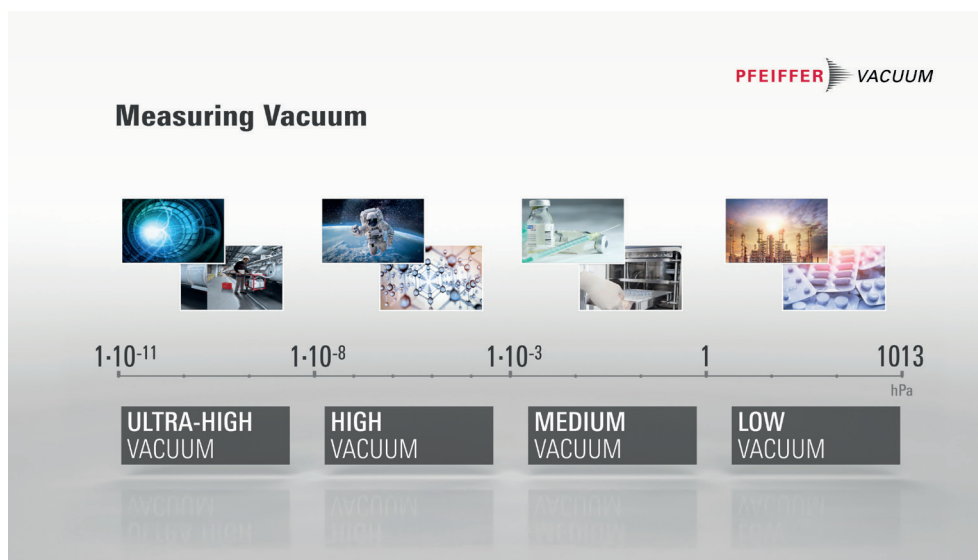 PFEIFFER VACUUM
Measuring Vacuum
1·10-11 1·10-8 1·10-3 1 1013
hPa
ULTRA-HIGH
VACUUM
HIGH
VACUUM
MEDIUM
VACUUM
LOW
VACUUM